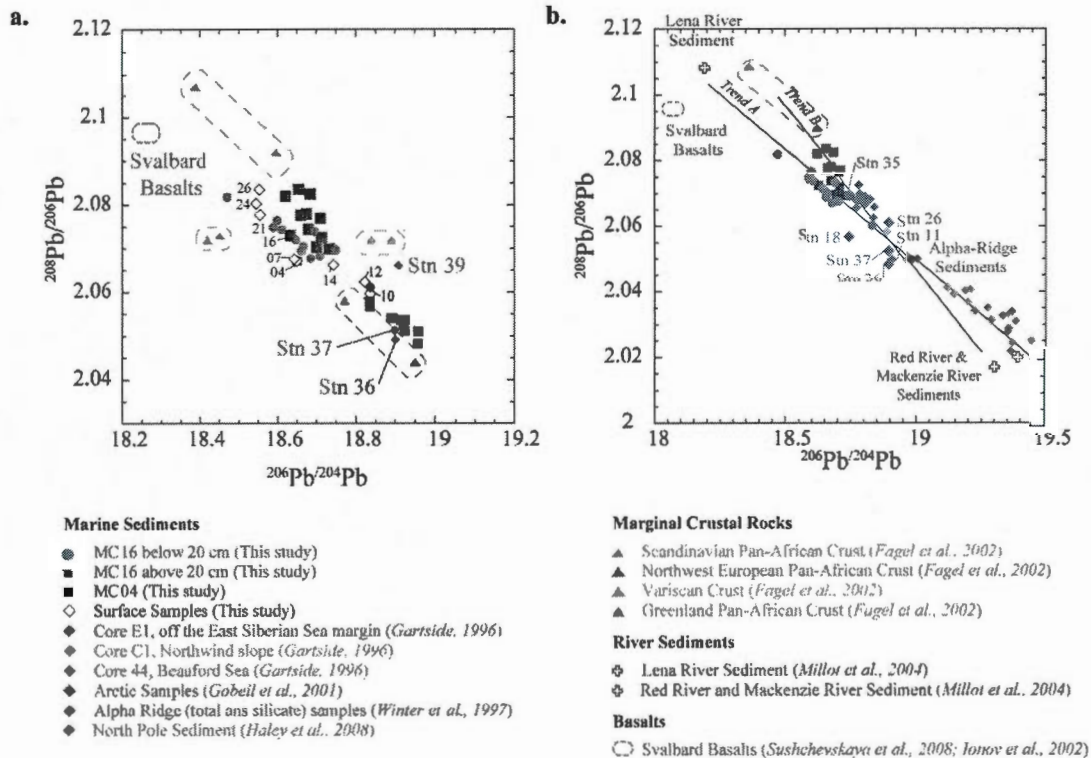 a.
2.12
2.1
2.08
2.06
2.04
18.2
18.4
18.6
18.8
19
19.2
²⁰⁸Pb/²⁰⁶Pb
²⁰⁶Pb/²⁰⁴Pb
Svalbard
Basalts
26
24
21
16
07
04
14
12
10
Stn 39
Stn 37
Stn 36
b.
2.12
2.1
2.08
2.06
2.04
2.02
2
18
18.5
19
19.5
²⁰⁸Pb/²⁰⁶Pb
²⁰⁶Pb/²⁰⁴Pb
Lena River
Sediment
Trend A
Trend B
Svalbard
Basalts
Stn 35
Stn 26
Stn 11
Stn 18
Stn 37
Alpha-Ridge
Sediments
Red River &
Mackenzie River
Sediments
Marine Sediments
MC16 below 20 cm (This study)
MC16 above 20 cm (This study)
MC04 (This study)
Surface Samples (This study)
Core E1, off the East Siberian Sea margin (Gartside, 1996)
Core C1, Northwind slope (Gartside, 1996)
Core 44, Beauford Sea (Gartside, 1996)
Arctic Samples (Gobeil et al., 2001)
Alpha Ridge (total ans silicate) samples (Winter et al., 1997)
North Pole Sediment (Haley et al., 2008)
Marginal Crustal Rocks
Scandinavian Pan-African Crust (Fagel et al., 2002)
Northwest European Pan-African Crust (Fagel et al., 2002)
Variscan Crust (Fagel et al., 2002)
Greenland Pan-African Crust (Fagel et al., 2002)
River Sediments
Lena River Sediment (Millot et al., 2004)
Red River and Mackenzie River Sediment (Millot et al., 2004)
Basalts
Svalbard Basalts (Sushchevskaya et al., 2008; Ionov et al., 2002)